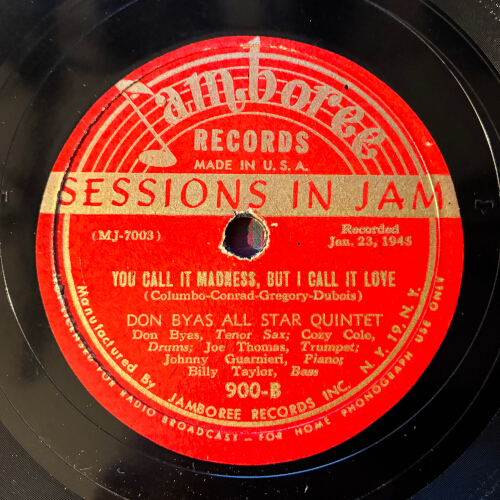 Jamboree
RECORDS
MADE IN U.S.A.
SESSIONS IN JAM
(MJ-7003)
Recorded
Jan. 23, 1945
YOU CALL IT MADNESS, BUT I CALL IT LOVE
(Columbo-Conrad-Gregory-Dubois)
DON BYAS ALL STAR QUINTET
Don Byas, Tenor Sax; Cozy Cole,
Drums; Joe Thomas, Trumpet;
Johnny Guarnieri, Piano;
Billy Taylor, Bass
900-B
Manufactured By JAMBOREE RECORDS INC. N.Y. 19, N.Y.
NOT LICENSED FOR RADIO BROADCAST - FOR HOME PHONOGRAPH USE ONLY